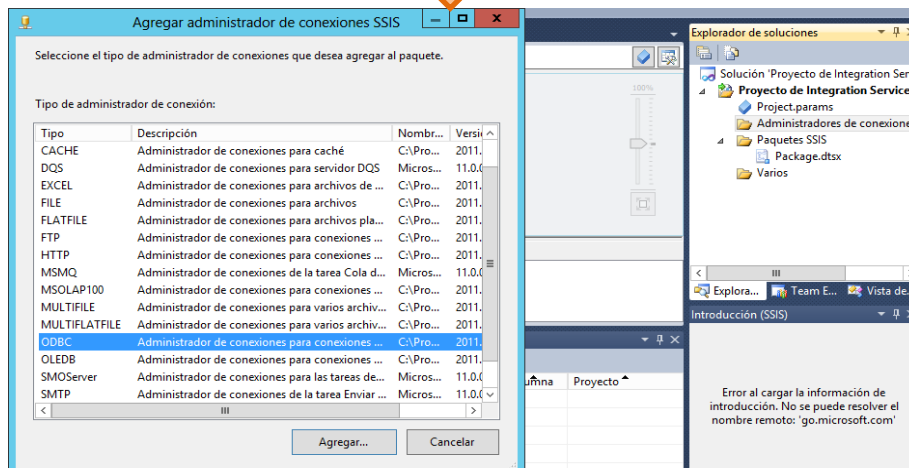 Agregar administrador de conexiones SSIS
Seleccione el tipo de administrador de conexiones que desea agregar al paquete.
Tipo de administrador de conexión:
Tipo Descripción Nombr... Versió
CACHE Administrador de conexiones para caché C:\Pro... 2011.
DQS Administrador de conexiones para servidor DQS Micros... 11.0.0
EXCEL Administrador de conexiones para archivos de ... C:\Pro... 2011.
FILE Administrador de conexiones para archivos C:\Pro... 2011.
FLATFILE Administrador de conexiones para archivos pla... C:\Pro... 2011.
FTP Administrador de conexiones para conexiones ... C:\Pro... 2011.
HTTP Administrador de conexiones para conexiones ... C:\Pro... 2011.
MSMQ Administrador de conexiones de la tarea Cola d... Micros... 11.0.0
MSOLAP100 Administrador de conexiones para conexiones ... C:\Pro... 2011.
MULTIFILE Administrador de conexiones para varios archiv... C:\Pro... 2011.
MULTIFLATFILE Administrador de conexiones para varios archiv... C:\Pro... 2011.
ODBC Administrador de conexiones para conexiones ... C:\Pro... 2011.
OLEDB Administrador de conexiones para conexiones ... C:\Pro... 2011.
SMOServer Administrador de conexiones para las tareas de... Micros... 11.0.0
SMTP Administrador de conexiones de la tarea Enviar ... Micros... 11.0.0
Agregar...
Cancelar
100%
umna Proyecto
Explorador de soluciones
Solución 'Proyecto de Integration Ser
Proyecto de Integration Service
Project.params
Administradores de conexione
Paquetes SSIS
Package.dtsx
Varios
Explora... Team E... Vista de.
Introducción (SSIS)
Error al cargar la información de
introducción. No se puede resolver el
nombre remoto: 'go.microsoft.com'